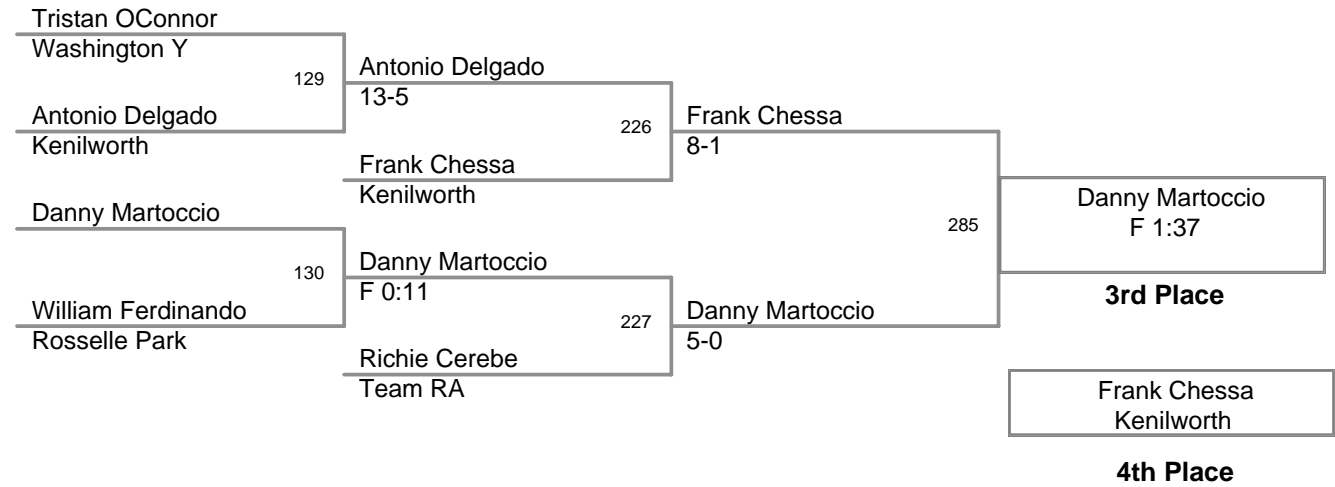 Tristan OConnor
Washington Y
129
Antonio Delgado
13-5
Antonio Delgado
Kenilworth
226
Frank Chessa
8-1
Frank Chessa
Kenilworth
Danny Martoccio
285
Danny Martoccio
F 1:37
130
Danny Martoccio
F 0:11
3rd Place
William Ferdinando
Rosselle Park
227
Danny Martoccio
5-0
Richie Cerebe
Team RA
Frank Chessa
Kenilworth
4th Place